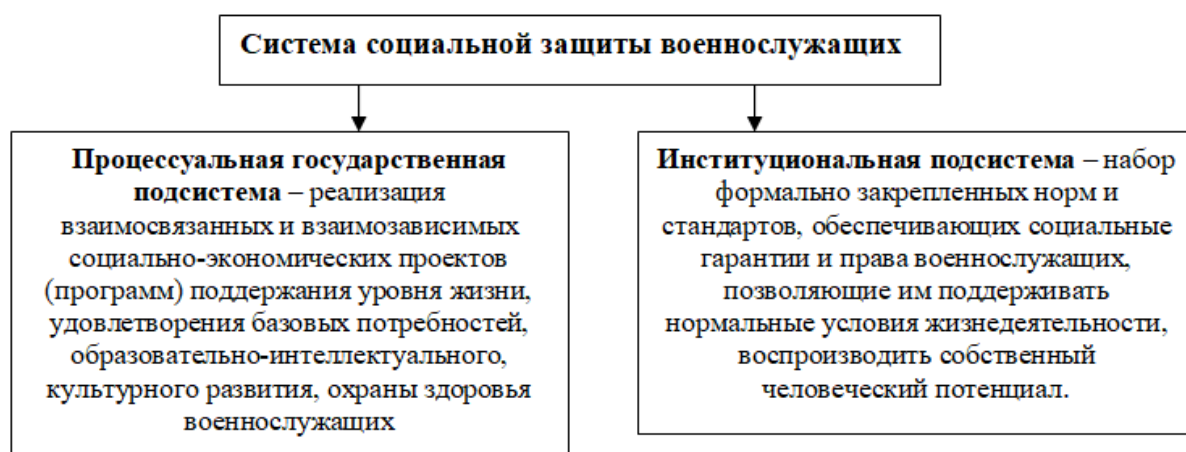 Система социальной защиты военнослужащих
Процессуальная государственная
подсистема – реализация
взаимосвязанных и взаимозависимых
социально-экономических проектов
(программ) поддержания уровня жизни,
удовлетворения базовых потребностей,
образовательно-интеллектуального,
культурного развития, охраны здоровья
военнослужащих
Институциональная подсистема – набор
формально закрепленных норм и
стандартов, обеспечивающих социальные
гарантии и права военнослужащих,
позволяющие им поддерживать
нормальные условия жизнедеятельности,
воспроизводить собственный
человеческий потенциал.